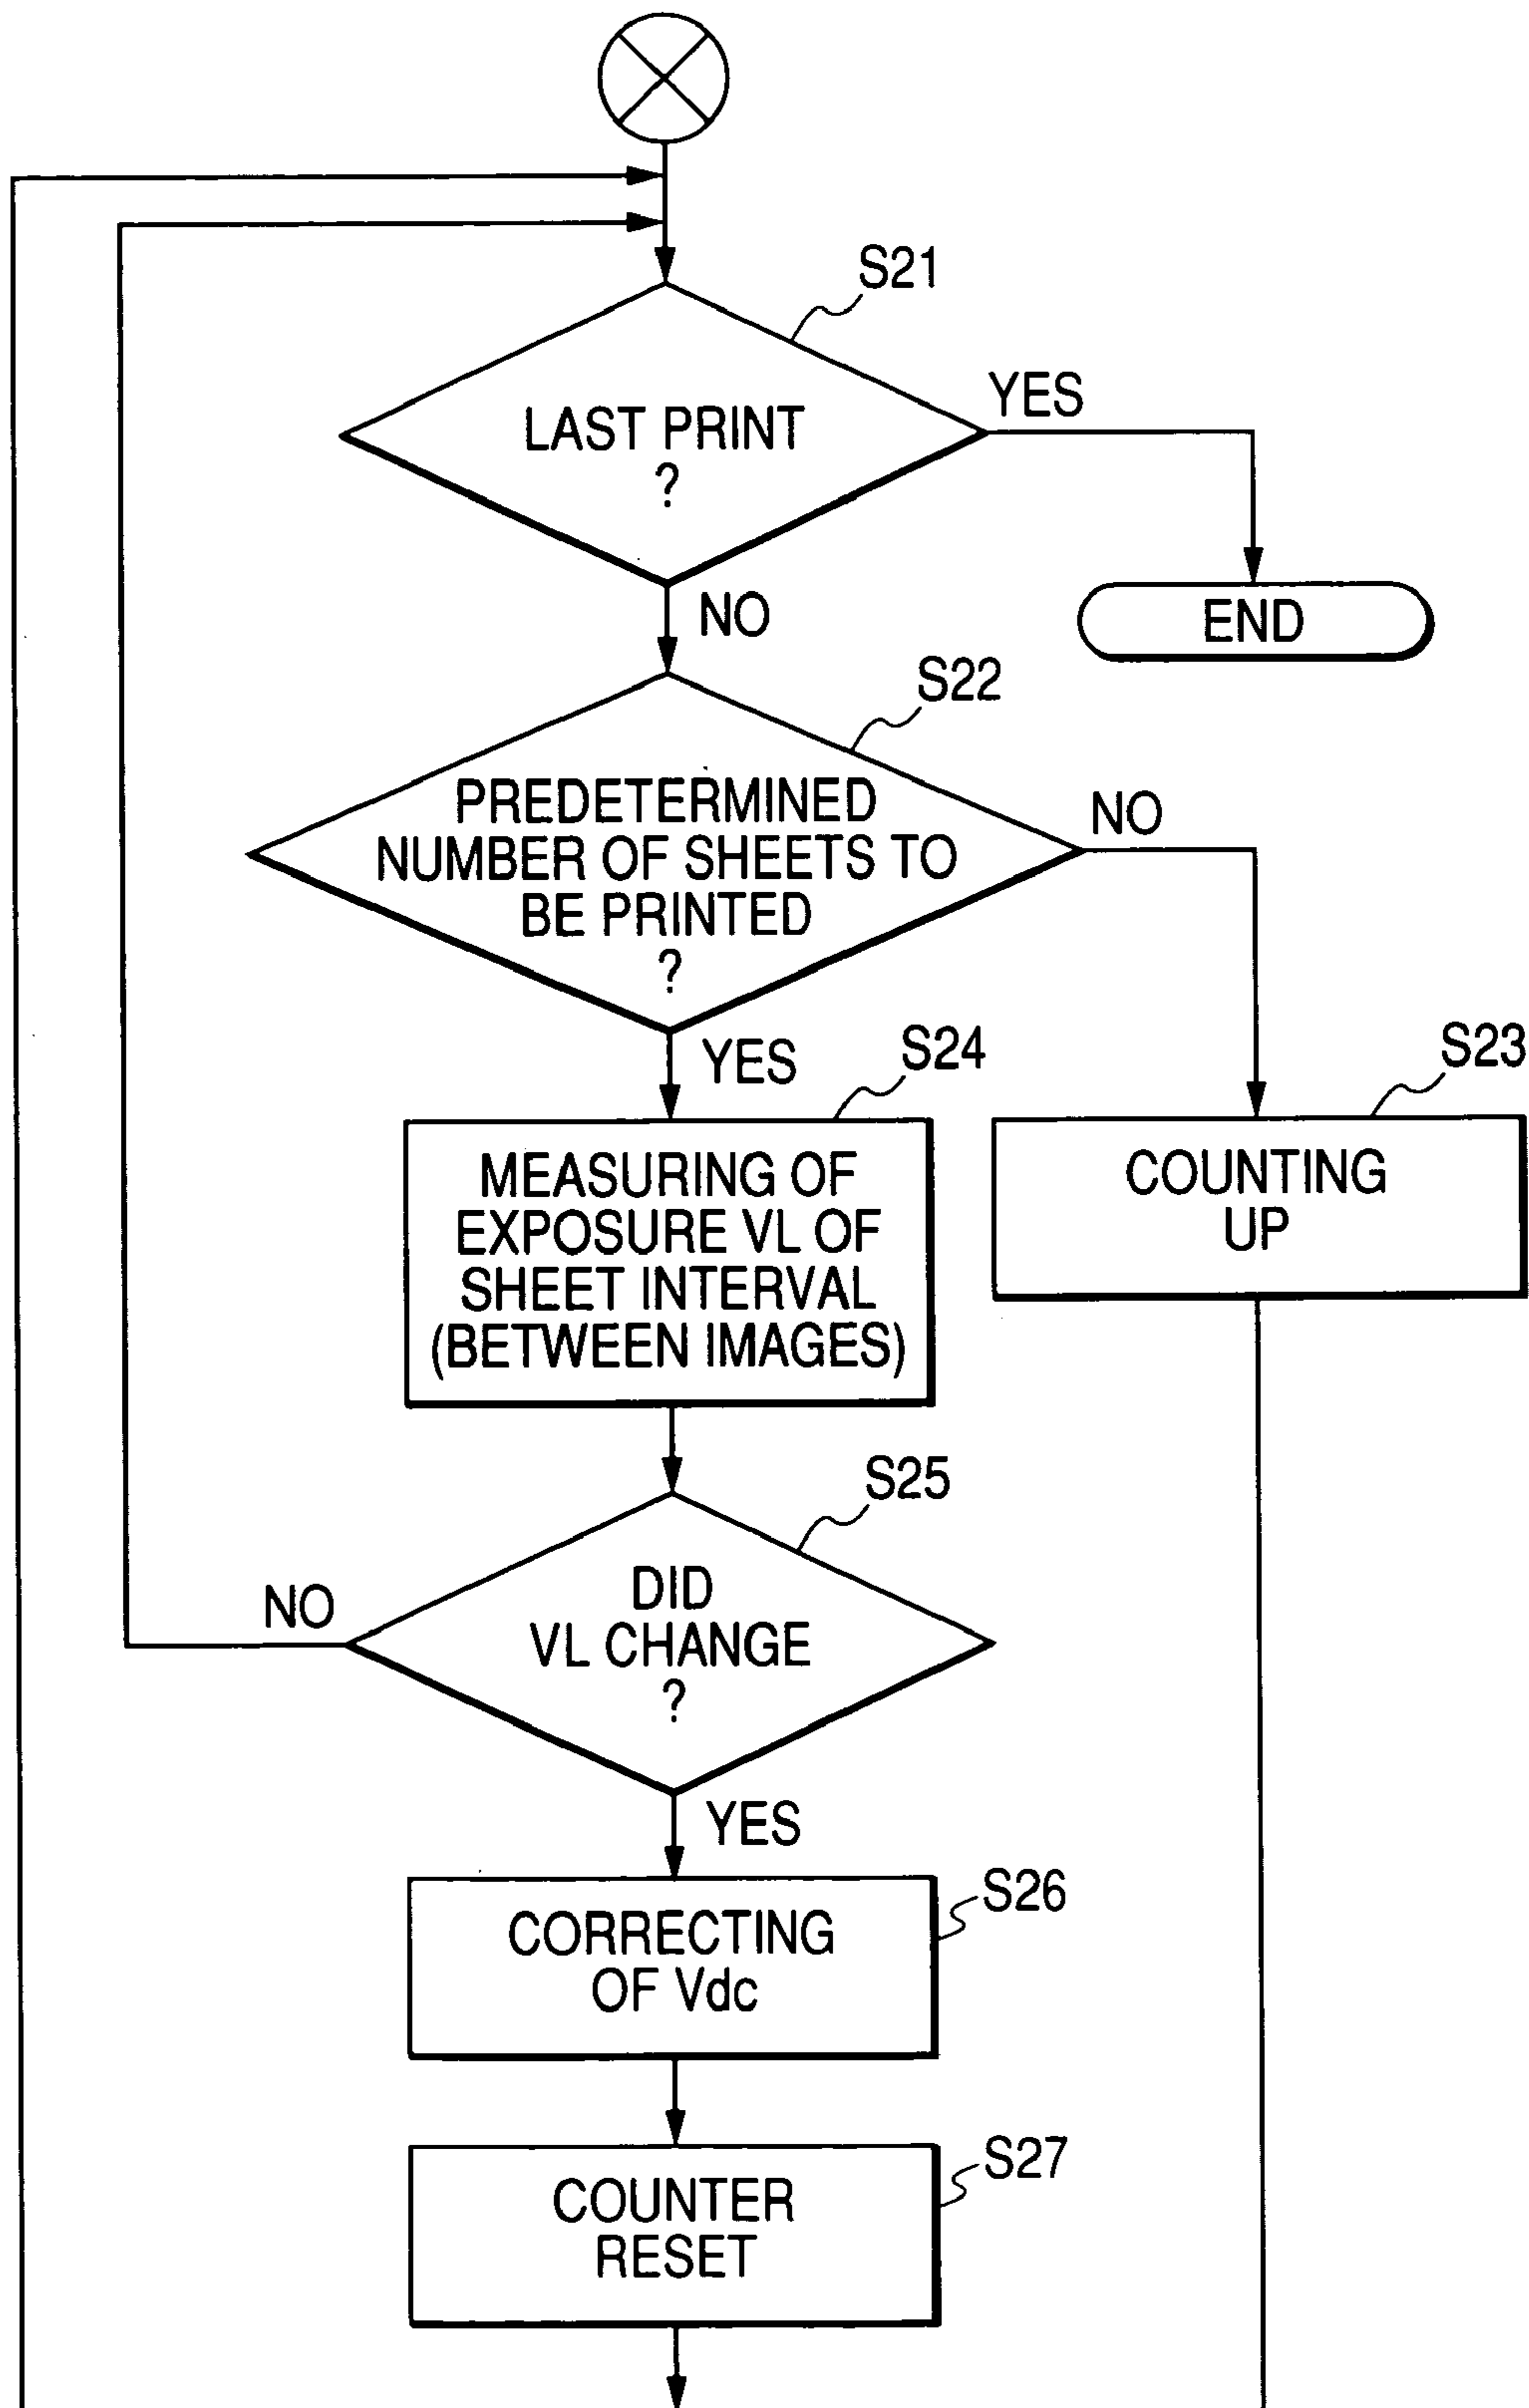 S21
LAST PRINT
?
YES
END
NO
S22
PREDETERMINED
NUMBER OF SHEETS TO
BE PRINTED
?
NO
YES
S24
MEASURING OF
EXPOSURE VL OF
SHEET INTERVAL
(BETWEEN IMAGES)
S23
COUNTING
UP
S25
DID
VL CHANGE
?
NO
YES
S26
CORRECTING
OF Vdc
S27
COUNTER
RESET